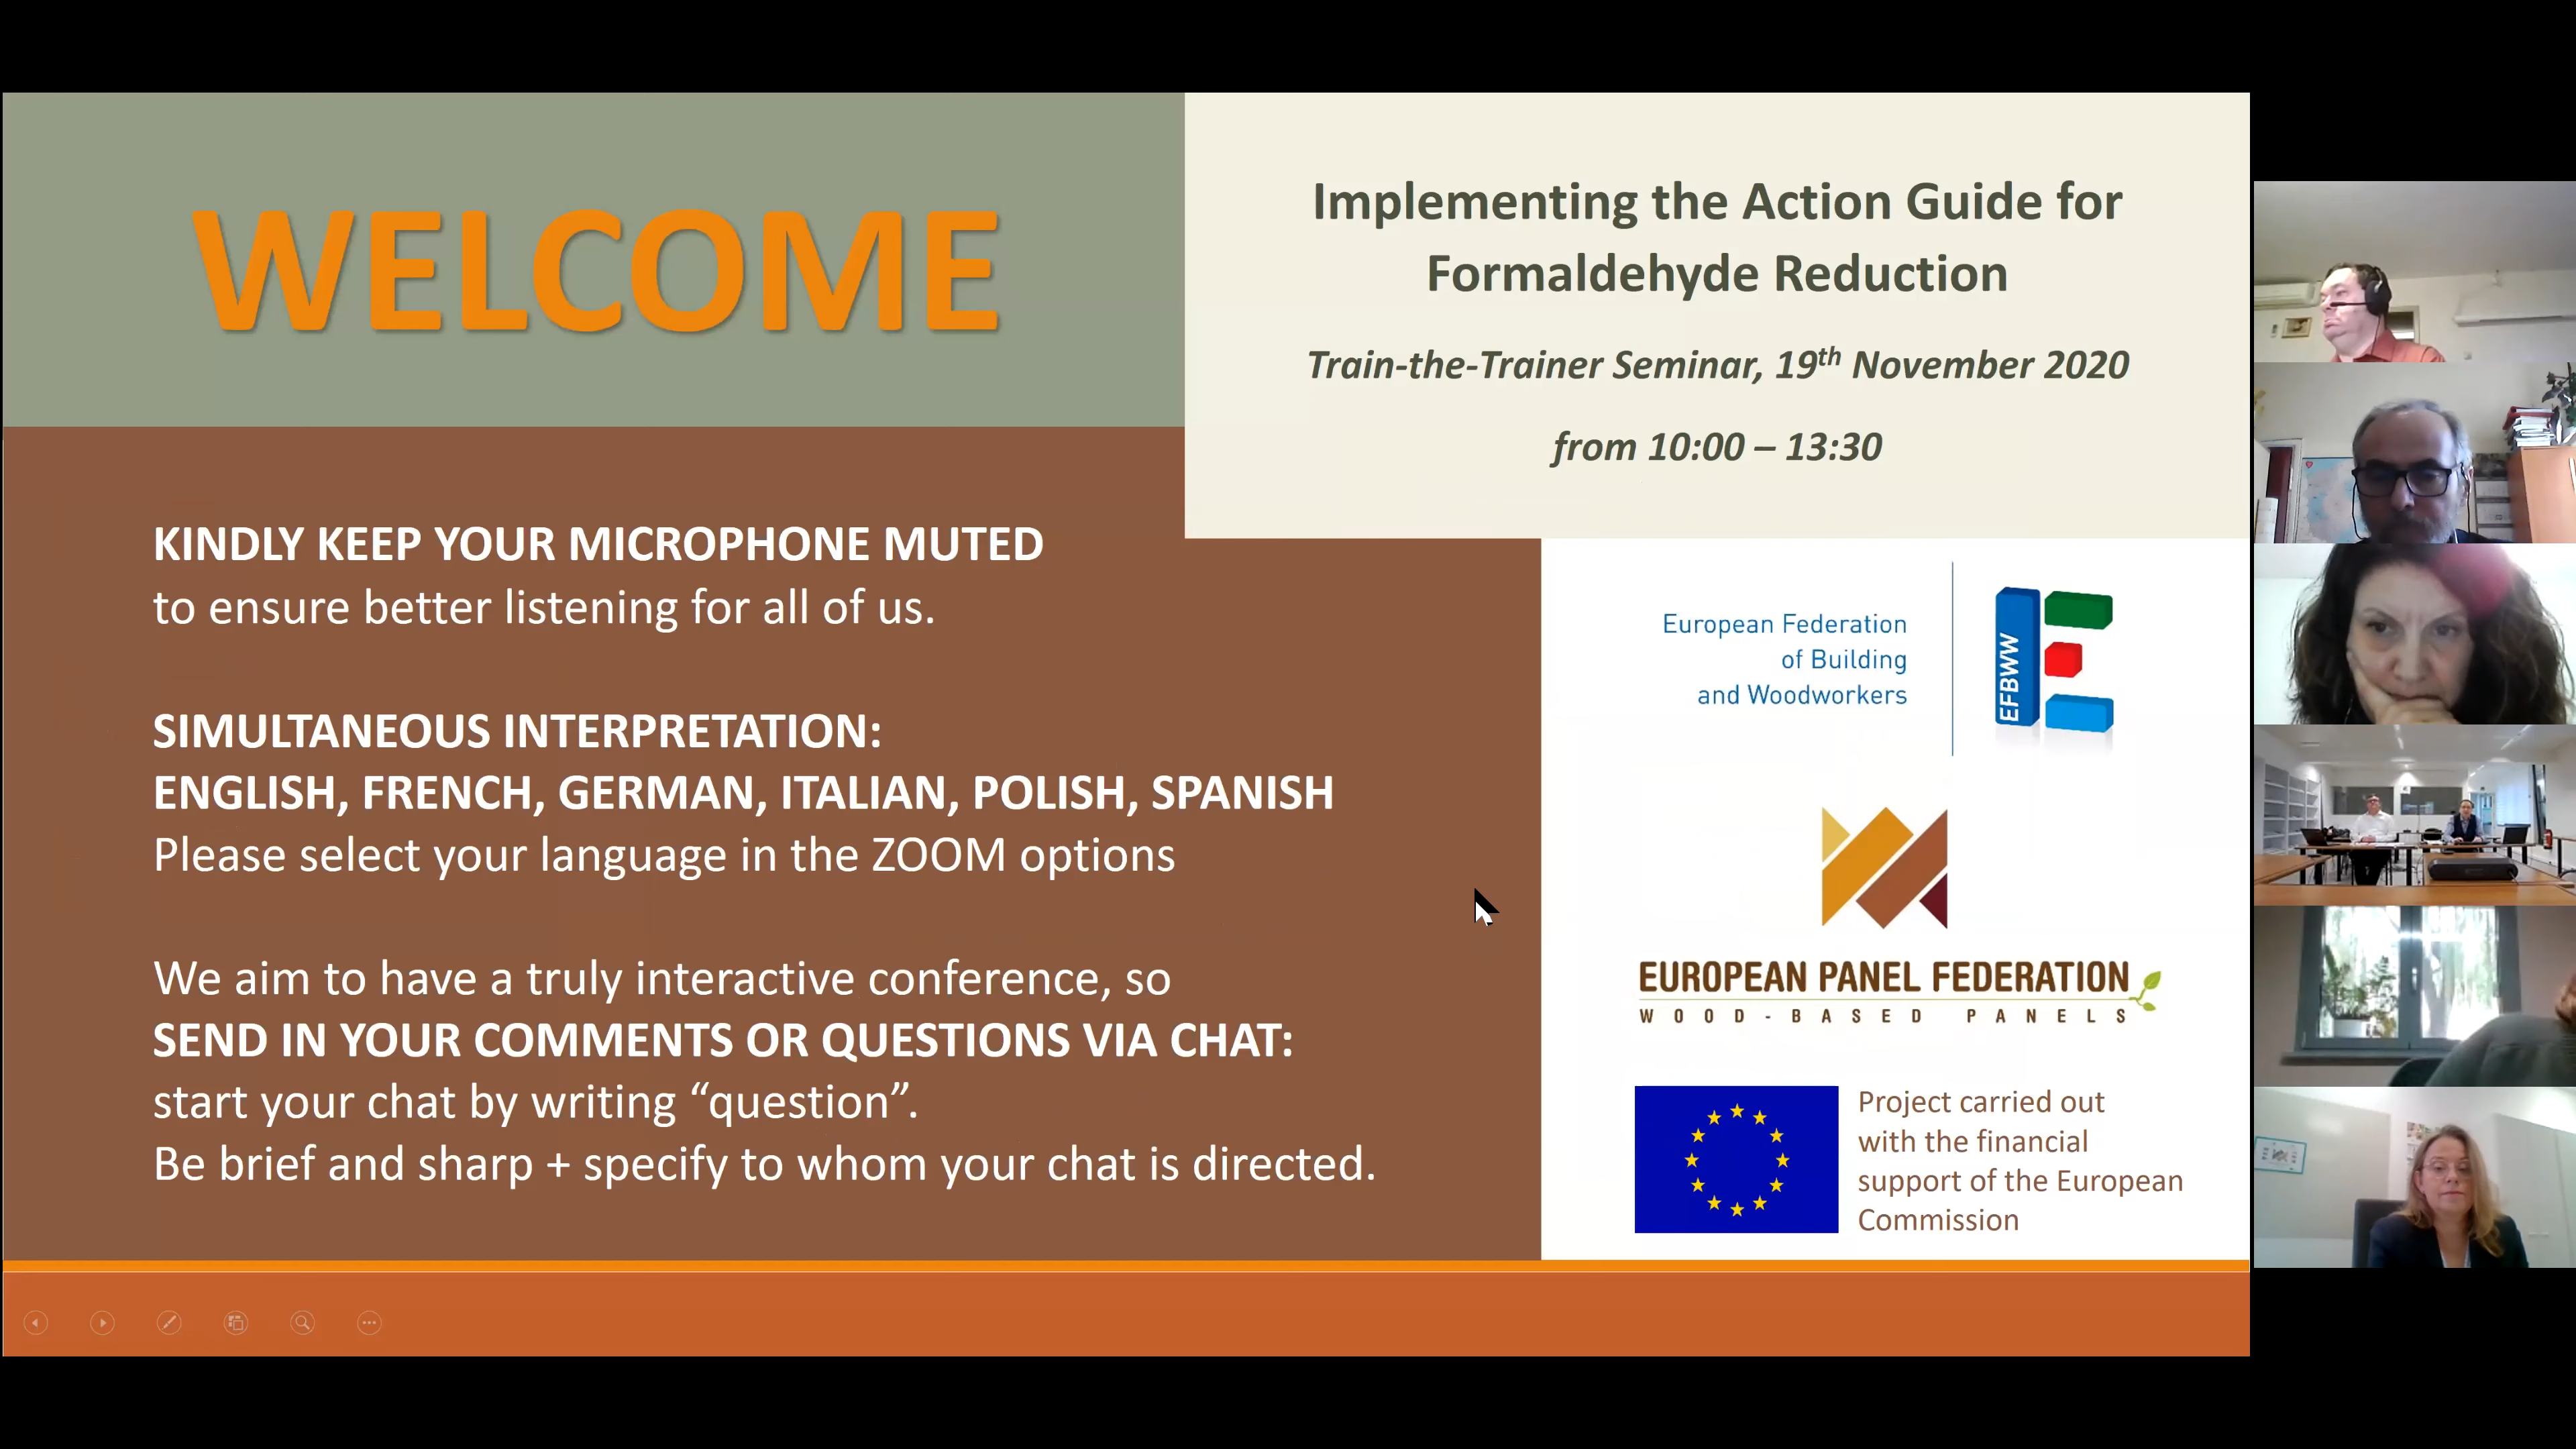 WELCOME
Implementing the Action Guide for
Formaldehyde Reduction
Train-the-Trainer Seminar, 19th November 2020
from 10:00 – 13:30
KINDLY KEEP YOUR MICROPHONE MUTED
to ensure better listening for all of us.
SIMULTANEOUS INTERPRETATION:
ENGLISH, FRENCH, GERMAN, ITALIAN, POLISH, SPANISH
Please select your language in the ZOOM options
We aim to have a truly interactive conference, so
SEND IN YOUR COMMENTS OR QUESTIONS VIA CHAT:
start your chat by writing “question”.
Be brief and sharp + specify to whom your chat is directed.
European Federation
of Building
and Woodworkers
EFBWW
EUROPEAN PANEL FEDERATION
WOOD-BASED PANELS
Project carried out
with the financial
support of the European
Commission